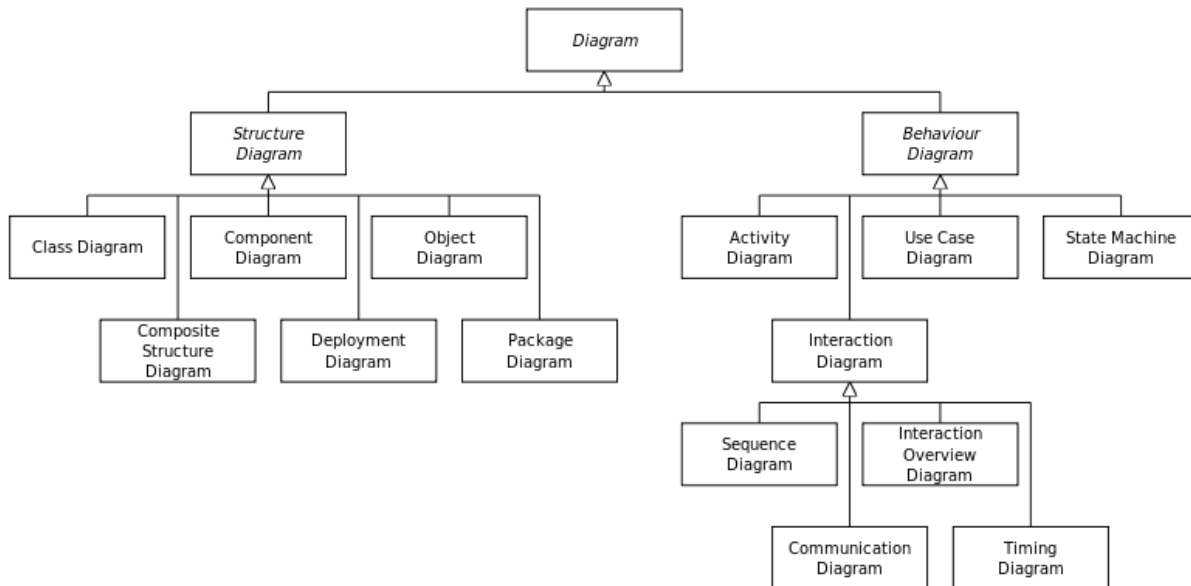 Diagram
Structure
Diagram
Behaviour
Diagram
Class Diagram
Component
Diagram
Object
Diagram
Activity
Diagram
Use Case
Diagram
State Machine
Diagram
Composite
Structure
Diagram
Deployment
Diagram
Package
Diagram
Interaction
Diagram
Sequence
Diagram
Interaction
Overview
Diagram
Communication
Diagram
Timing
Diagram